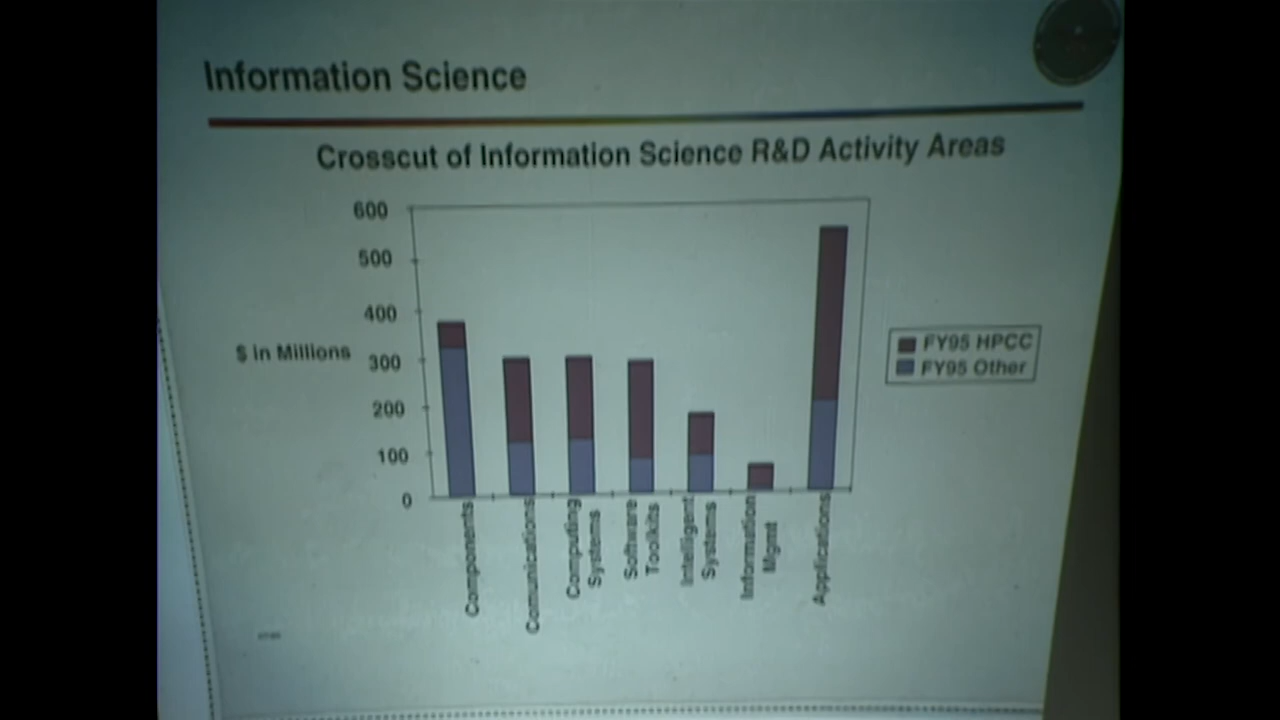 Information Science
Crosscut of Information Science R&D Activity Areas
600
500
400
300
200
100
0
$ in Millions
FY95 HPCC
FY95 Other
Components
Comunications
Computing
Systems
Software
Toolkits
Intelligent
Systems
Information
Mgmt
Applications